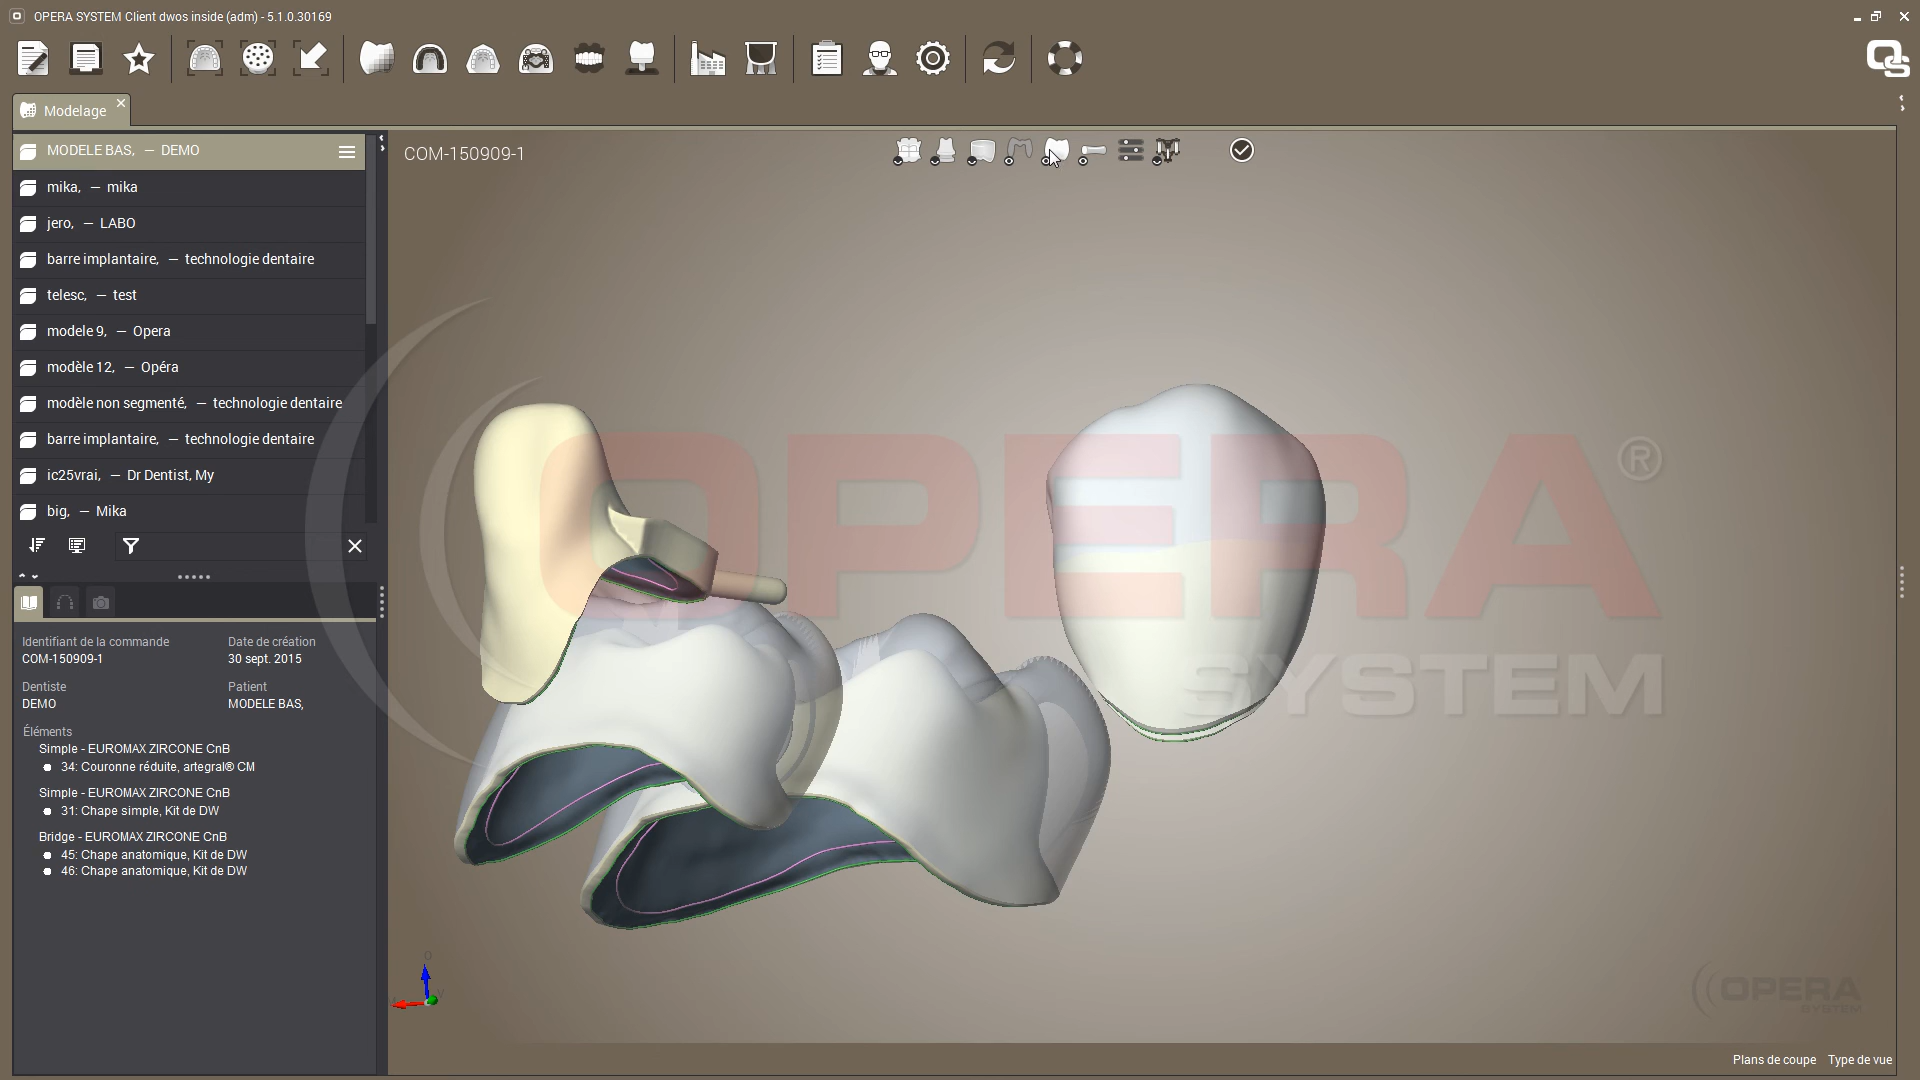 OPERA SYSTEM Client dwos inside (adm) - 5.1.0.30169
Modelage
MODELE BAS, — DEMO
mika, — mika
jero, — LABO
barre implantaire, — technologie dentaire
telesc, — test
modele 9, — Opera
modèle 12, — Opéra
modèle non segmenté, — technologie dentaire
barre implantaire, — technologie dentaire
ic25vrai, — Dr Dentist, My
big, — Mika
Identifiant de la commande Date de création
COM-150909-1 30 sept. 2015
Dentiste Patient
DEMO MODELE BAS,
Éléments
Simple - EUROMAX ZIRCONE CnB
34: Couronne réduite, artegral® CM
Simple - EUROMAX ZIRCONE CnB
31: Chape simple, Kit de DW
Bridge - EUROMAX ZIRCONE CnB
45: Chape anatomique, Kit de DW
46: Chape anatomique, Kit de DW
COM-150909-1
OPERA®
SYSTEM
OPERA
SYSTEM
Plans de coupe Type de vue
OS